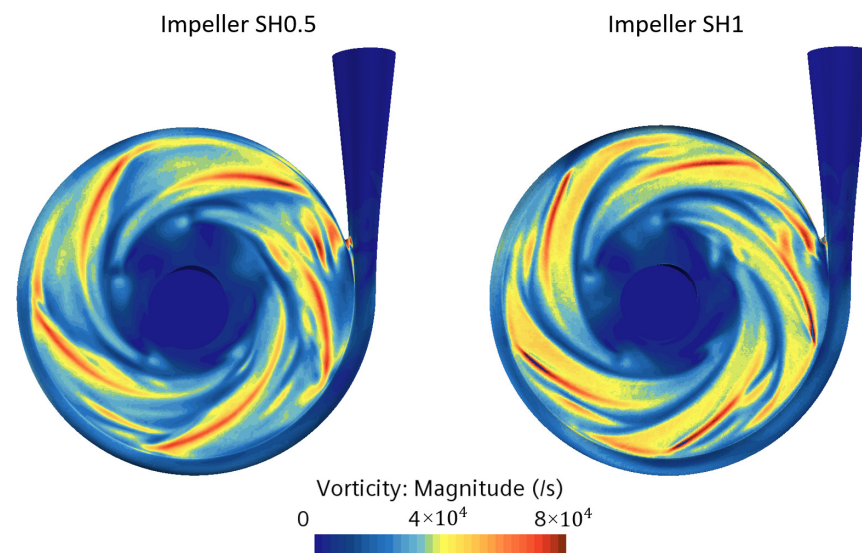 Impeller SH0.5 Impeller SH1
Vorticity: Magnitude (/s)
0 4×10⁴ 8×10⁴